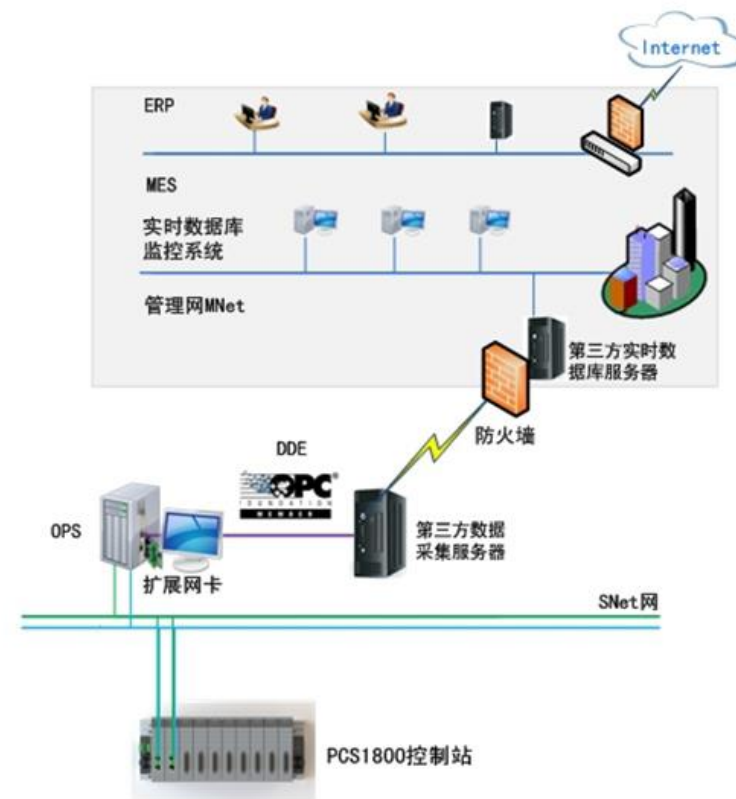 Internet
ERP
MES
实时数据库
监控系统
管理网MNet
第三方实时数
据库服务器
防火墙
DDE
OPC
FOUNDATION
MEMBER
OPS
扩展网卡
第三方数据
采集服务器
SNet网
PCS1800控制站